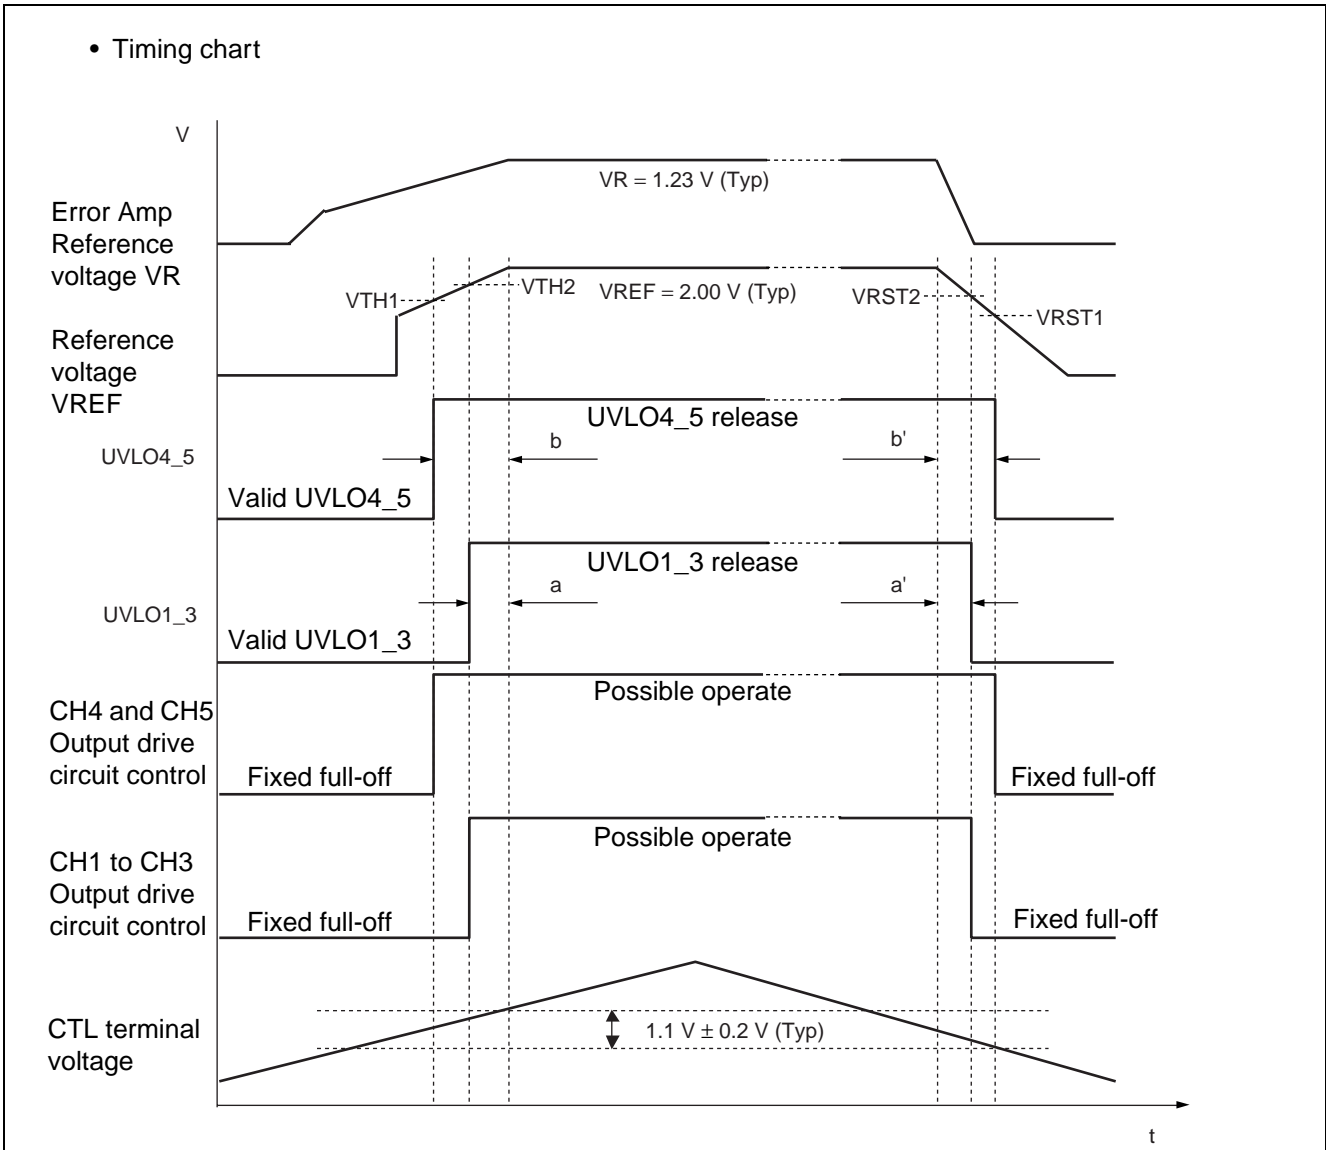 • Timing chart
V
Error Amp
Reference
voltage VR
VR = 1.23 V (Typ)
VTH1
VTH2
VREF = 2.00 V (Typ)
VRST2
VRST1
Reference
voltage
VREF
UVLO4_5 release
b
b'
UVLO4_5
Valid UVLO4_5
UVLO1_3 release
a
a'
UVLO1_3
Valid UVLO1_3
Possible operate
CH4 and CH5
Output drive
circuit control
Fixed full-off
Fixed full-off
Possible operate
CH1 to CH3
Output drive
circuit control
Fixed full-off
Fixed full-off
CTL terminal
voltage
1.1 V ± 0.2 V (Typ)
t